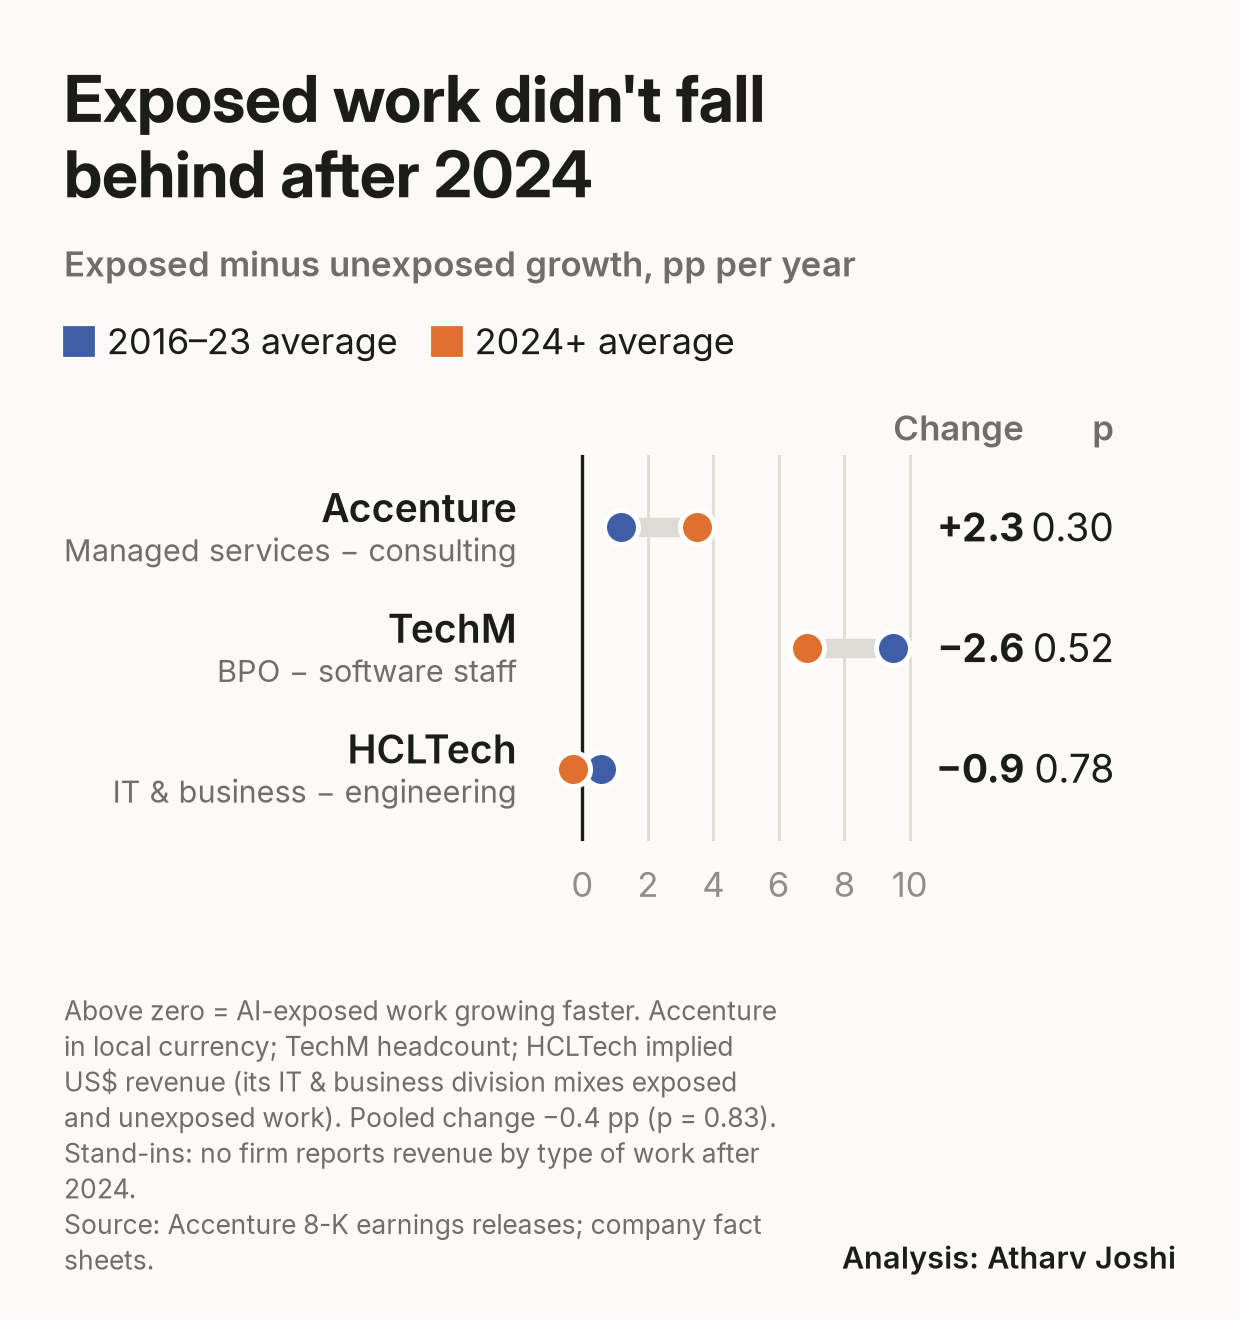 Exposed work didn't fall
behind after 2024
Exposed minus unexposed growth, pp per year
2016–23 average 2024+ average
Change p
Accenture
Managed services – consulting
+2.3 0.30
TechM
BPO – software staff
−2.6 0.52
HCLTech
IT & business – engineering
−0.9 0.78
0 2 4 6 8 10
Above zero = AI-exposed work growing faster. Accenture
in local currency; TechM headcount; HCLTech implied
US$ revenue (its IT & business division mixes exposed
and unexposed work). Pooled change −0.4 pp (p = 0.83).
Stand-ins: no firm reports revenue by type of work after
2024.
Source: Accenture 8-K earnings releases; company fact
sheets.
Analysis: Atharv Joshi